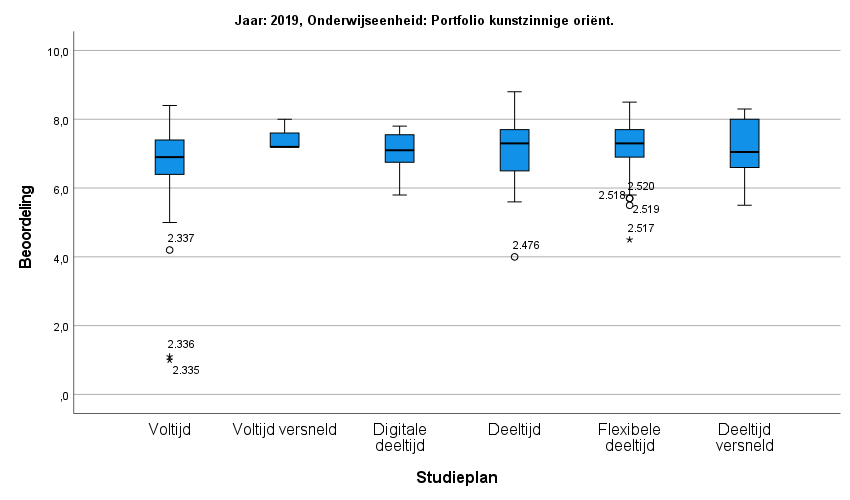 Jaar: 2019, Onderwijseenheid: Portfolio kunstzinnige oriënt.
10,0
8,0
6,0
4,0
2,0
,0
Beoordeling
2.337
2.336
2.335
2.476
2.520
2.518
2.519
2.517
Voltijd
Voltijd versneld
Digitale
deeltijd
Deeltijd
Flexibele
deeltijd
Deeltijd
versneld
Studieplan